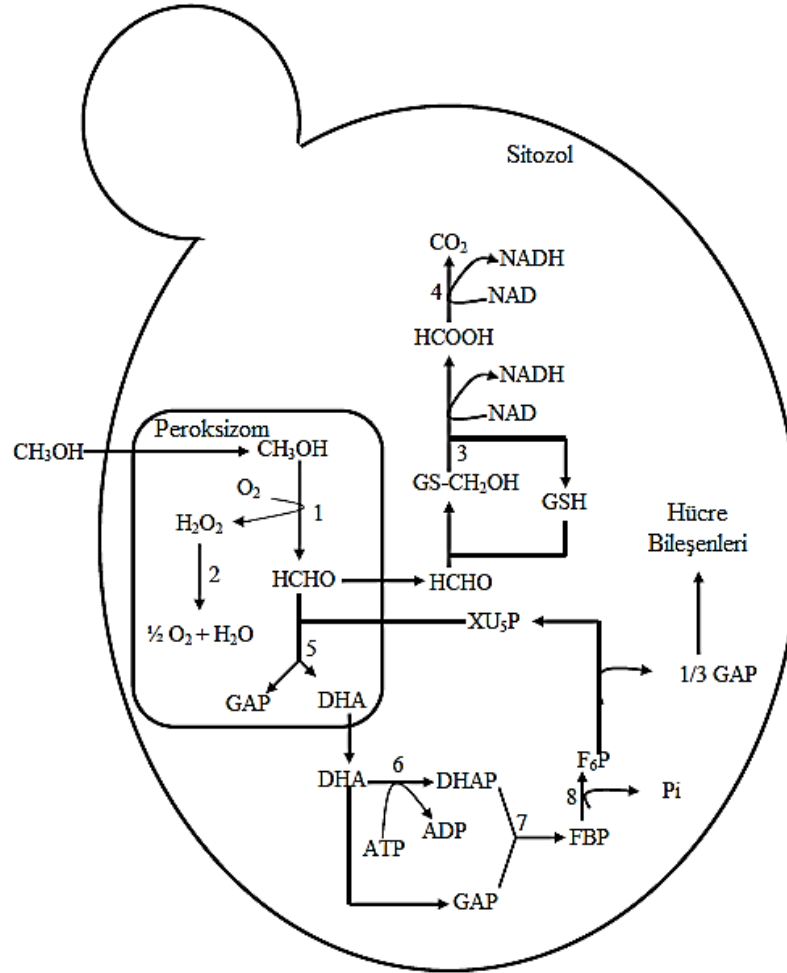 Sitozol
CO₂
NADH
4
NAD
HCOOH
NADH
NAD
3
GS-CH₂OH
GSH
HCHO
Peroksizom
CH₃OH
CH₃OH
O₂
1
H₂O₂
2
HCHO
½ O₂ + H₂O
5
GAP
DHA
XU₅P
Hücre
Bileşenleri
1/3 GAP
F₆P
8
Pi
FBP
DHA
6
DHAP
7
ATP
ADP
GAP